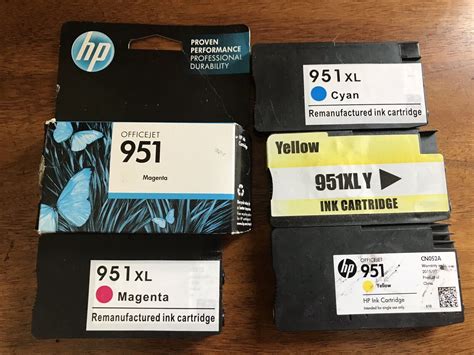 hp
PROVEN
PERFORMANCE
PROFESSIONAL
DURABILITY
OFFICEJET
951
Magenta
951XL
Magenta
Remanufactured ink cartridge
951XL
Cyan
Remanufactured ink cartridge
Yellow
951XLY
INK CARTRIDGE
hp
OFFICEJET
951
Yellow
HP Ink Cartridge
CN052A